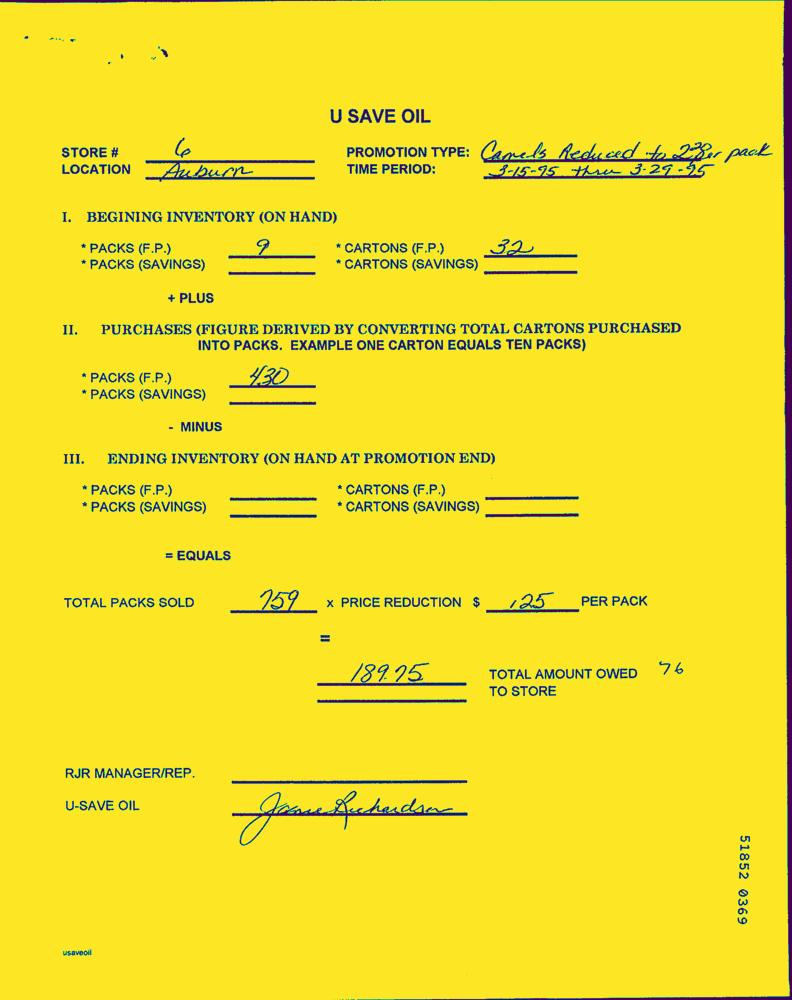 U SAVE OIL
STORE # 6 PROMOTION TYPE: Camels Reduced to per pack
LOCATION Auburn TIME PERIOD: 3-15-95 thru 3-29-95
I. BEGINING INVENTORY (ON HAND)
* PACKS (F.P.) 9 * CARTONS (F.P.) 32
* PACKS (SAVINGS) * CARTONS (SAVINGS)
+ PLUS
II. PURCHASES (FIGURE DERIVED BY CONVERTING TOTAL CARTONS PURCHASED
INTO PACKS. EXAMPLE ONE CARTON EQUALS TEN PACKS)
* PACKS (F.P.) 430
* PACKS (SAVINGS)
- MINUS
III. ENDING INVENTORY (ON HAND AT PROMOTION END)
* PACKS (F.P.) * CARTONS (F.P.)
* PACKS (SAVINGS) * CARTONS (SAVINGS)
= EQUALS
TOTAL PACKS SOLD 759 x PRICE REDUCTION $ .25 PER PACK
=
189.75 TOTAL AMOUNT OWED 76
TO STORE
RJR MANAGER/REP.
U-SAVE OIL Richardson
51852 0369
usaveoil